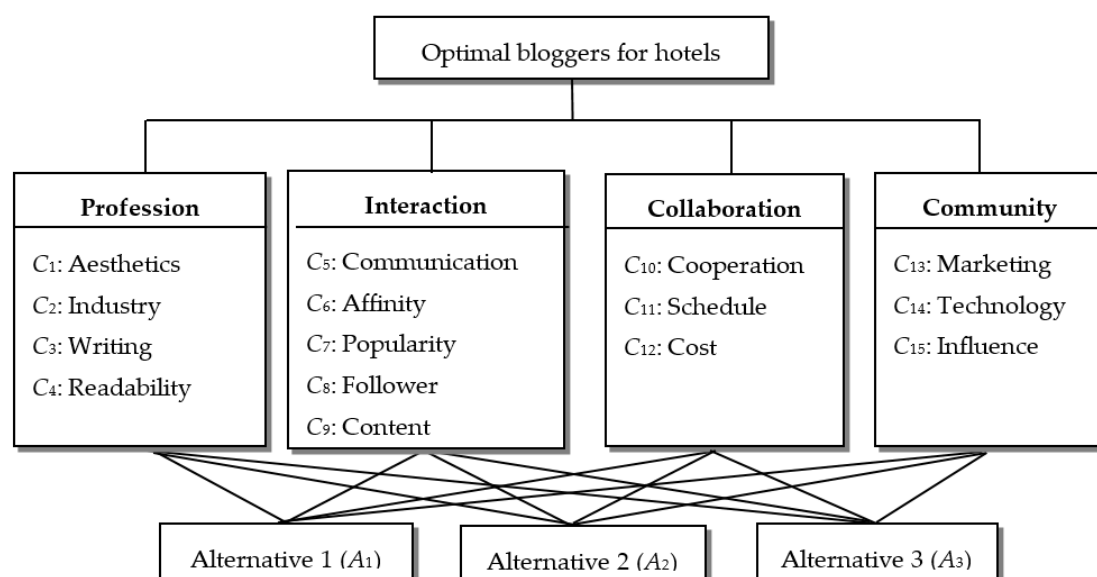 Optimal bloggers for hotels
Profession
C₁: Aesthetics
C₂: Industry
C₃: Writing
C₄: Readability
Interaction
C₅: Communication
C₆: Affinity
C₇: Popularity
C₈: Follower
C₉: Content
Collaboration
C₁₀: Cooperation
C₁₁: Schedule
C₁₂: Cost
Community
C₁₃: Marketing
C₁₄: Technology
C₁₅: Influence
Alternative 1 (A₁)
Alternative 2 (A₂)
Alternative 3 (A₃)